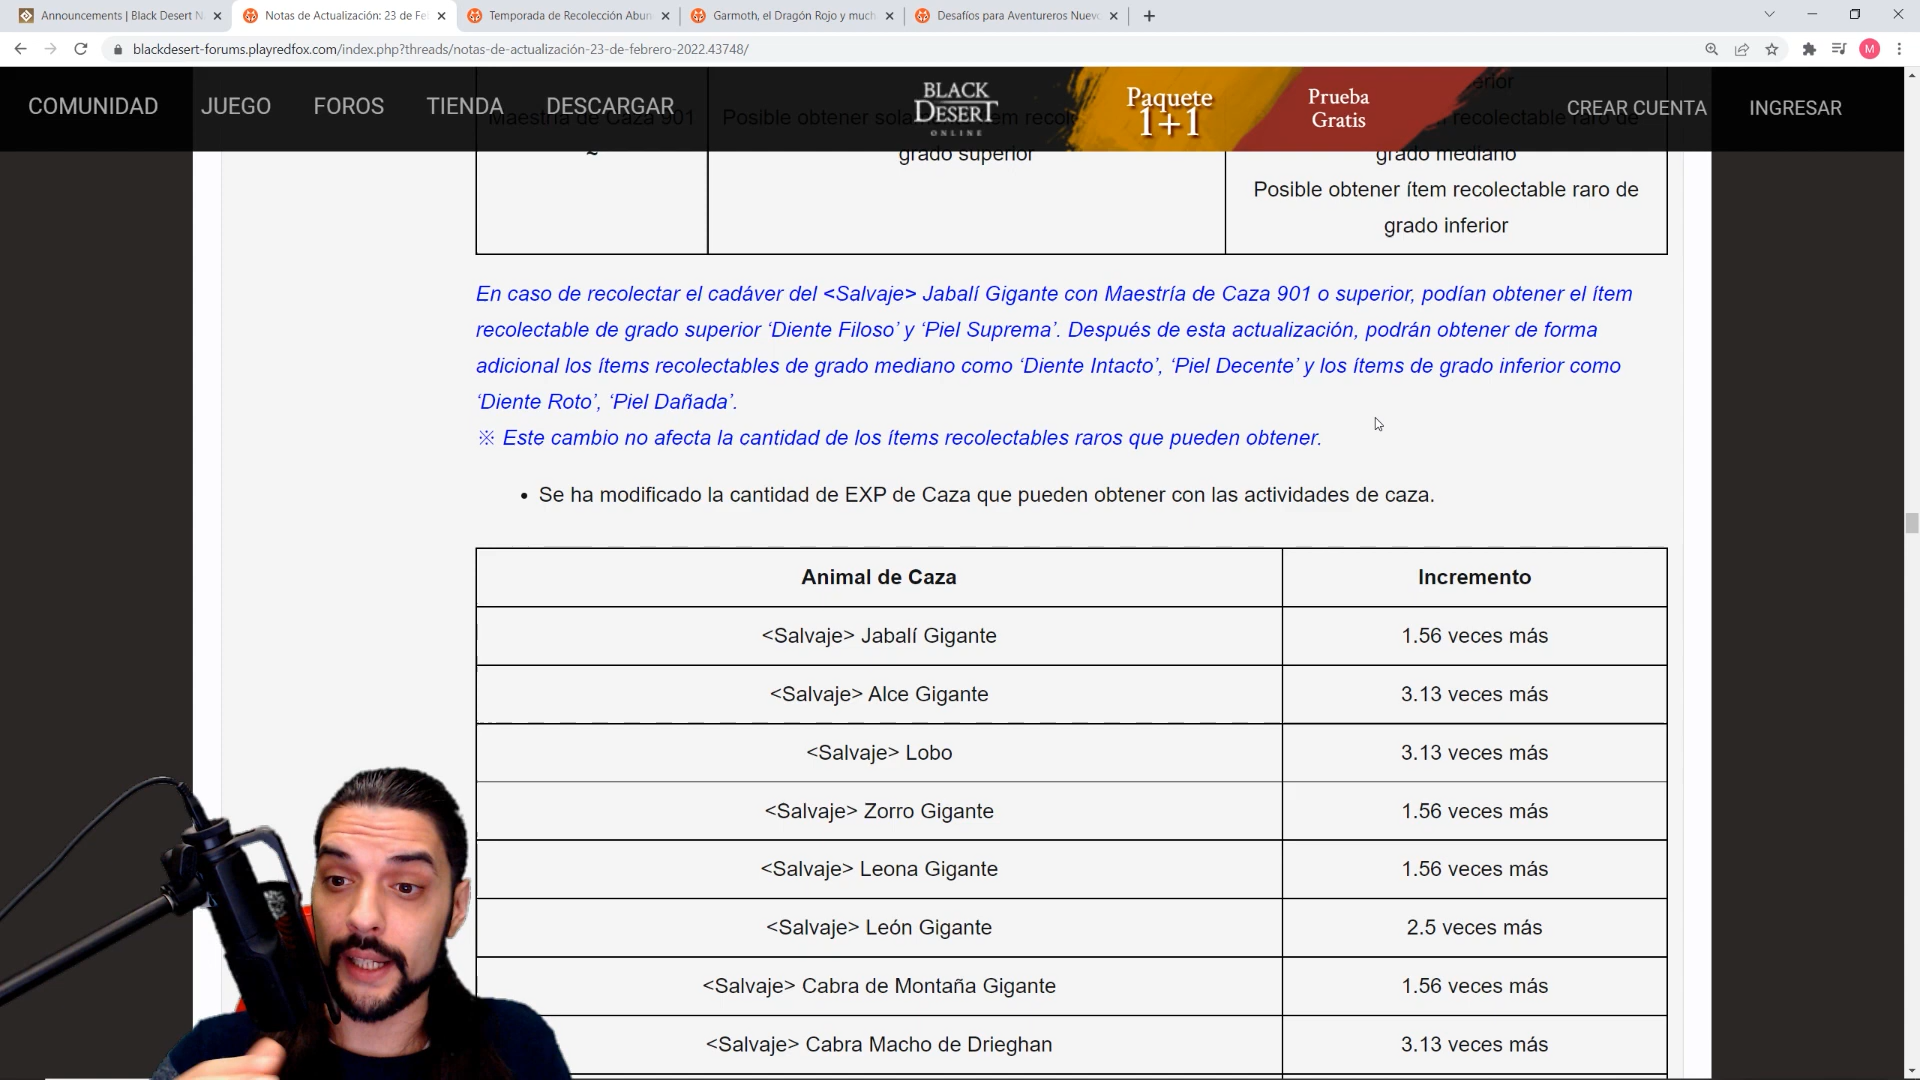 Announcements | Black Desert N
Notas de Actualización: 23 de Fe
Temporada de Recolección Abun
Garmoth, el Dragón Rojo y much
Desafíos para Aventureros Nuevo
blackdesert-forums.playredfox.com/index.php?threads/notas-de-actualización-23-de-febrero-2022.43748/
M
COMUNIDAD
JUEGO
FOROS
TIENDA
DESCARGAR
BLACK
DESERT
ONLINE
Paquete
1+1
Prueba
Gratis
CREAR CUENTA
INGRESAR
Maestría de Caza 901
~
Posible obtener
grado superior
recolectable raro de
grado mediano
Posible obtener ítem recolectable raro de
grado inferior
En caso de recolectar el cadáver del <Salvaje> Jabalí Gigante con Maestría de Caza 901 o superior, podían obtener el ítem
recolectable de grado superior ‘Diente Filoso’ y ‘Piel Suprema’. Después de esta actualización, podrán obtener de forma
adicional los ítems recolectables de grado mediano como ‘Diente Intacto’, ‘Piel Decente’ y los ítems de grado inferior como
‘Diente Roto’, ‘Piel Dañada’.
※ Este cambio no afecta la cantidad de los ítems recolectables raros que pueden obtener.
• Se ha modificado la cantidad de EXP de Caza que pueden obtener con las actividades de caza.
Animal de Caza Incremento
<Salvaje> Jabalí Gigante 1.56 veces más
<Salvaje> Alce Gigante 3.13 veces más
<Salvaje> Lobo 3.13 veces más
<Salvaje> Zorro Gigante 1.56 veces más
<Salvaje> Leona Gigante 1.56 veces más
<Salvaje> León Gigante 2.5 veces más
<Salvaje> Cabra de Montaña Gigante 1.56 veces más
<Salvaje> Cabra Macho de Drieghan 3.13 veces más